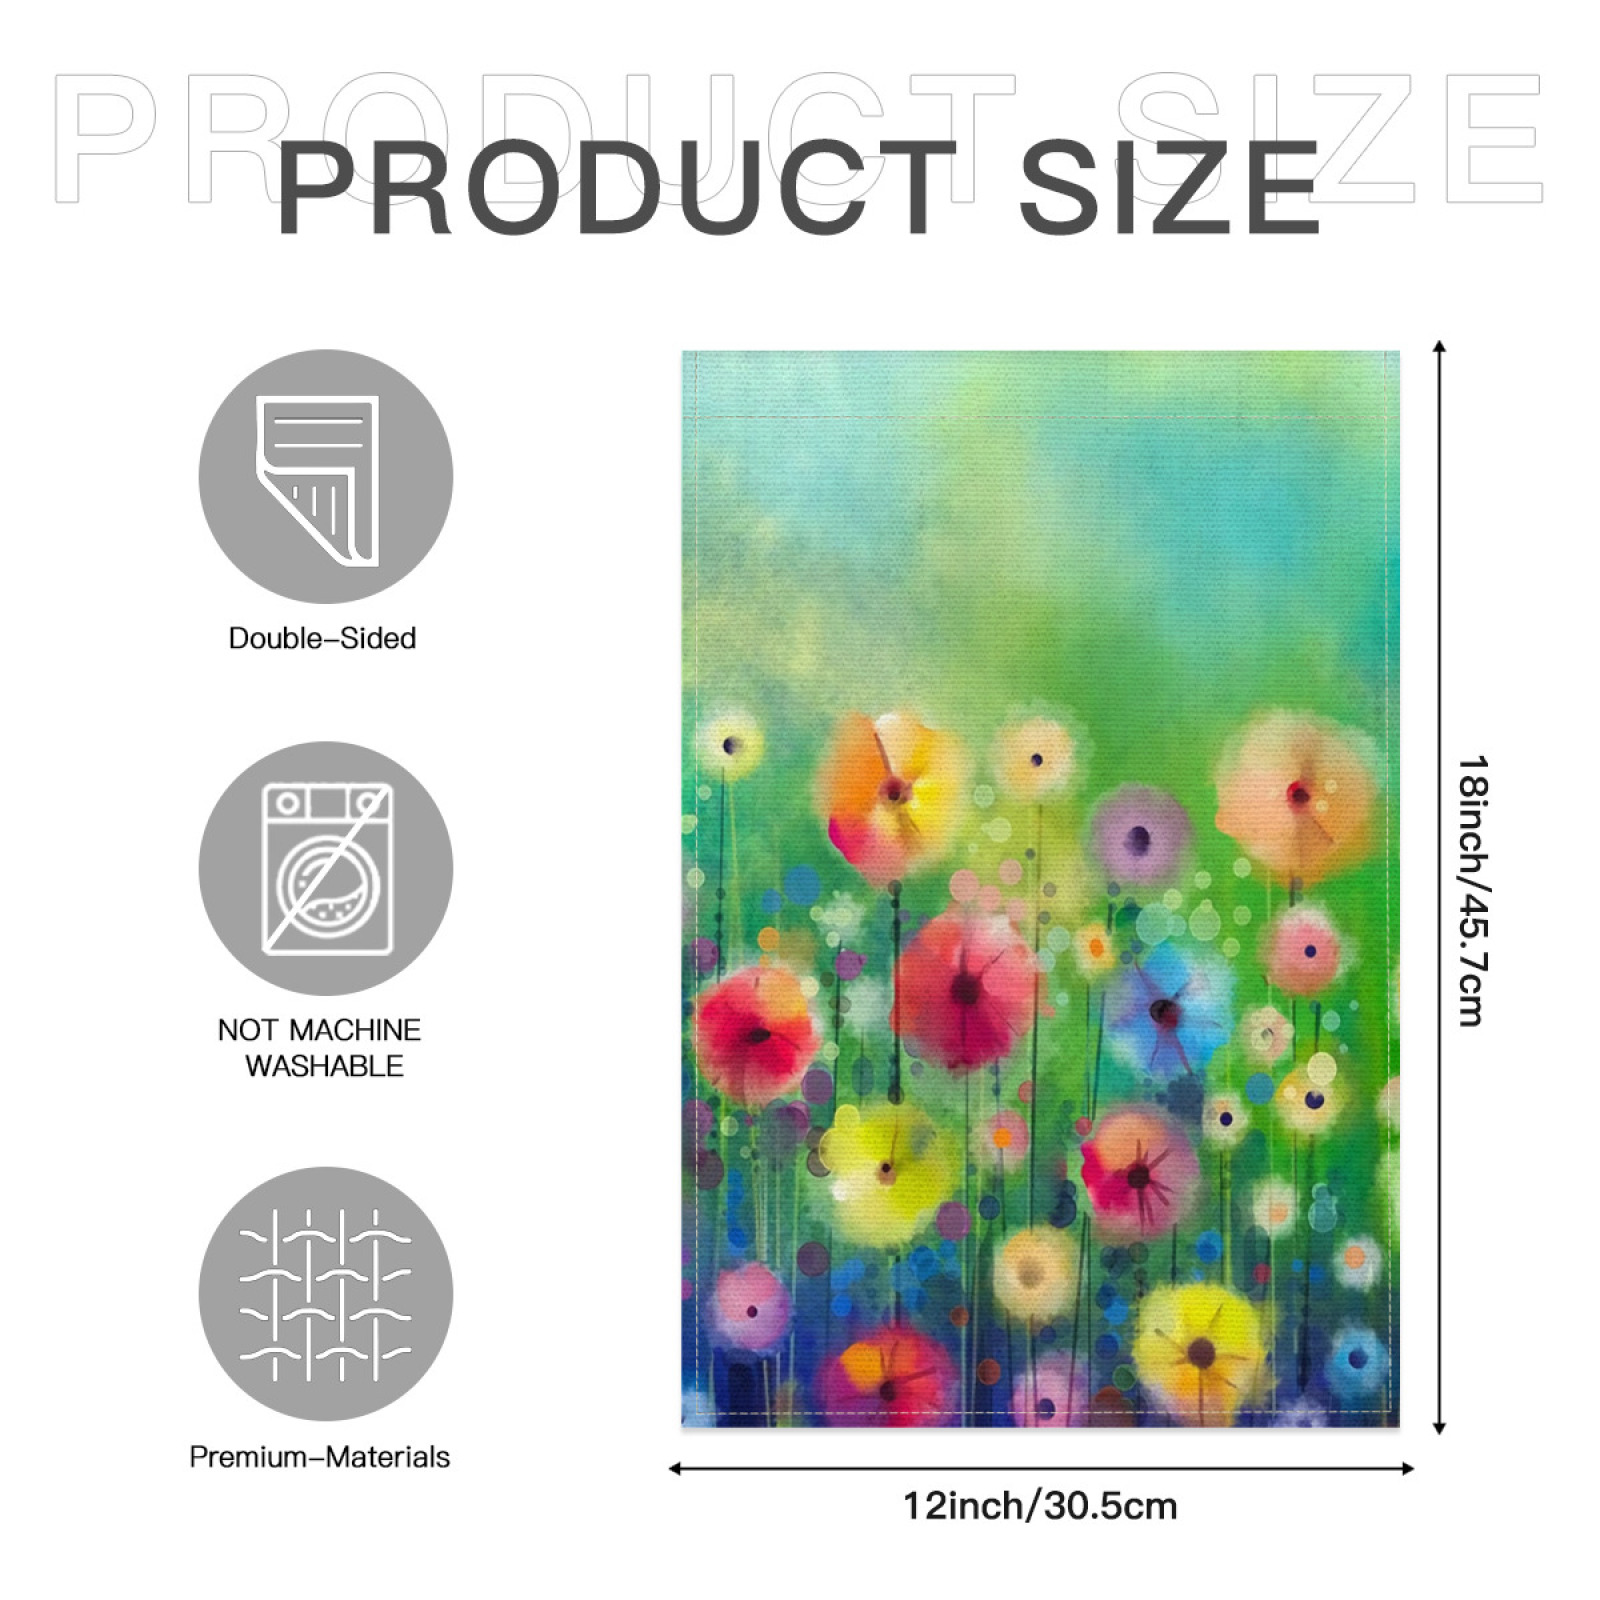 PRODUCT SIZE
PRODUCT SIZE
Double-Sided
NOT MACHINE
WASHABLE
Premium-Materials
18inch/45.7cm
12inch/30.5cm